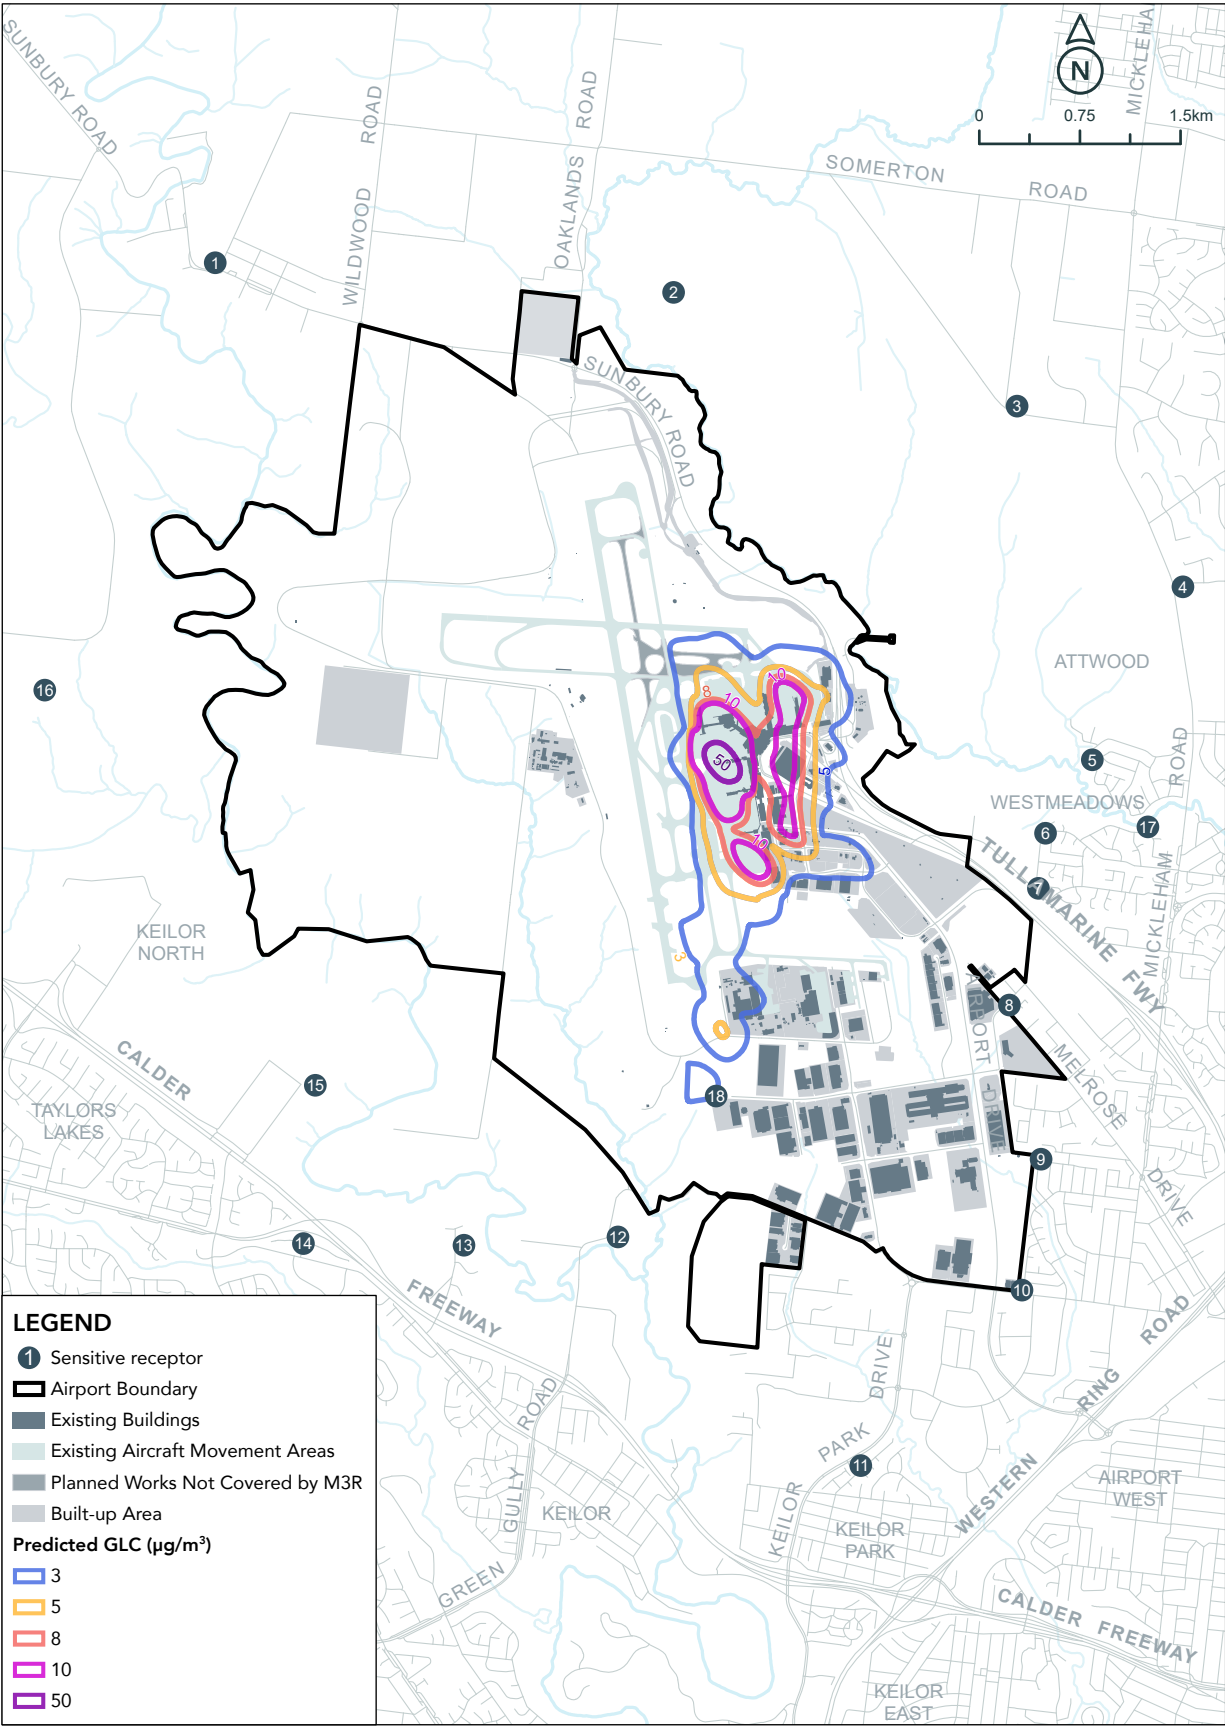 SUNBURY ROAD
WILDWOOD
ROAD
OAKLANDS
ROAD
MICKLEHA
N
0
0.75
1.5km
SOMERTON
ROAD
1
2
SUNBURY ROAD
3
4
ATTWOOD
16
8
10
10
50
5
5
WESTMEADOWS
6
17
ROAD
MICKLEHAM
7
TULLAMARINE FWY
10
KEILOR
NORTH
3
8
AIRPORT
DRIVE
MELROSE
DRIVE
CALDER
FREEWAY
15
TAYLORS
LAKES
18
9
14
13
12
10
ROAD
GULLY
GREEN
KEILOR
DRIVE
PARK
KEILOR
11
KEILOR
PARK
WESTERN
RING
ROAD
AIRPORT
WEST
CALDER FREEWAY
KEILOR
EAST
LEGEND
1 Sensitive receptor
Airport Boundary
Existing Buildings
Existing Aircraft Movement Areas
Planned Works Not Covered by M3R
Built-up Area
Predicted GLC (µg/m³)
3
5
8
10
50